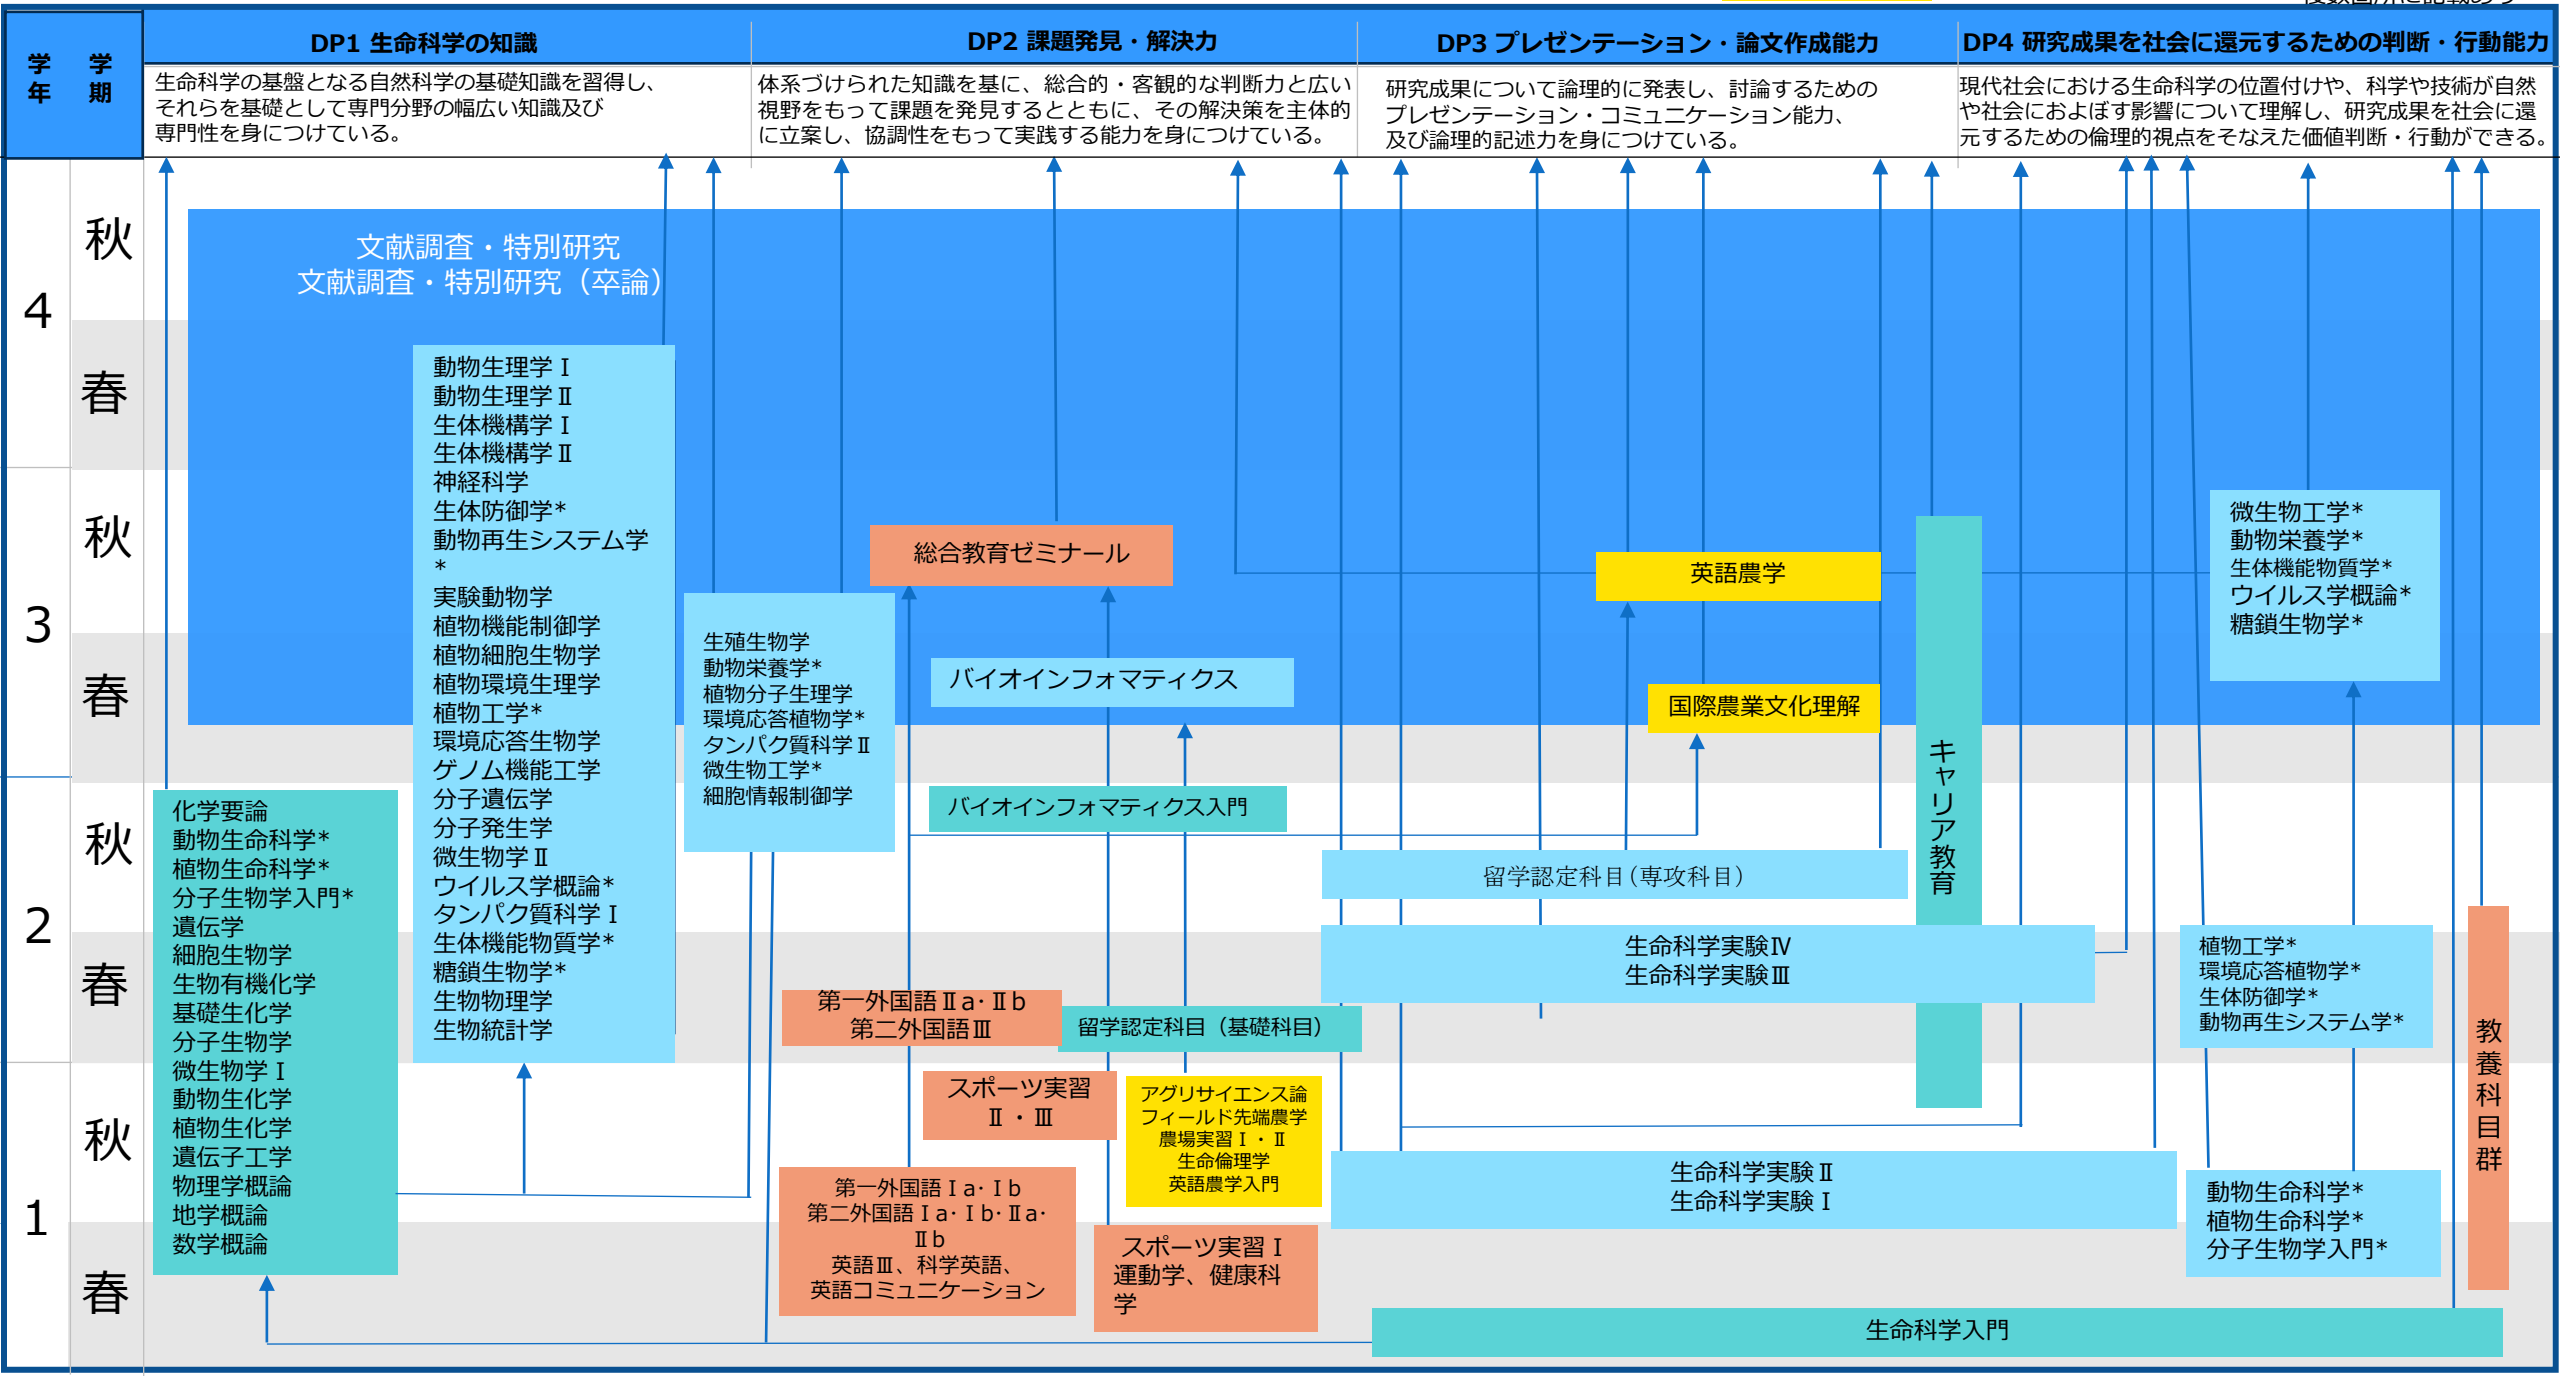 学年
学期
DP1 生命科学の知識
DP2 課題発見・解決力
DP3 プレゼンテーション・論文作成能力
DP4 研究成果を社会に還元するための判断・行動能力
生命科学の基盤となる自然科学の基礎知識を習得し、
それらを基礎として専門分野の幅広い知識及び
専門性を身につけている。
体系づけられた知識を基に、総合的・客観的な判断力と広い
視野をもって課題を発見するとともに、その解決策を主体的
に立案し、協調性をもって実践する能力を身につけている。
研究成果について論理的に発表し、討論するための
プレゼンテーション・コミュニケーション能力、
及び論理的記述力を身につけている。
現代社会における生命科学の位置付けや、科学や技術が自然
や社会におよぼす影響について理解し、研究成果を社会に還
元するための倫理的視点をそなえた価値判断・行動ができる。
4
秋
春
3
秋
春
2
秋
春
1
秋
春
文献調査・特別研究
文献調査・特別研究（卒論）
動物生理学Ⅰ
動物生理学Ⅱ
生体機構学Ⅰ
生体機構学Ⅱ
神経科学
生体防御学*
動物再生システム学
*
実験動物学
植物機能制御学
植物細胞生物学
植物環境生理学
植物工学*
環境応答生物学
ゲノム機能工学
分子遺伝学
分子発生学
微生物学Ⅱ
ウイルス学概論*
タンパク質科学Ⅰ
生体機能物質学*
糖鎖生物学*
生物物理学
生物統計学
化学要論
動物生命科学*
植物生命科学*
分子生物学入門*
遺伝学
細胞生物学
生物有機化学
基礎生化学
分子生物学
微生物学Ⅰ
動物生化学
植物生化学
遺伝子工学
物理学概論
地学概論
数学概論
生殖生物学
動物栄養学*
植物分子生理学
環境応答植物学*
タンパク質科学Ⅱ
微生物工学*
細胞情報制御学
総合教育ゼミナール
バイオインフォマティクス
バイオインフォマティクス入門
第一外国語Ⅱa･Ⅱb
第二外国語Ⅲ
留学認定科目（基礎科目）
スポーツ実習
Ⅱ・Ⅲ
アグリサイエンス論
フィールド先端農学
農場実習Ⅰ・Ⅱ
生命倫理学
英語農学入門
第一外国語Ⅰa･Ⅰb
第二外国語Ⅰa･Ⅰb･Ⅱa･
Ⅱb
英語Ⅲ、科学英語、
英語コミュニケーション
スポーツ実習Ⅰ
運動学、健康科
学
英語農学
国際農業文化理解
留学認定科目(専攻科目)
生命科学実験Ⅳ
生命科学実験Ⅲ
生命科学実験Ⅱ
生命科学実験Ⅰ
キャリア教育
微生物工学*
動物栄養学*
生体機能物質学*
ウイルス学概論*
糖鎖生物学*
植物工学*
環境応答植物学*
生体防御学*
動物再生システム学*
動物生命科学*
植物生命科学*
分子生物学入門*
教養科目群
生命科学入門